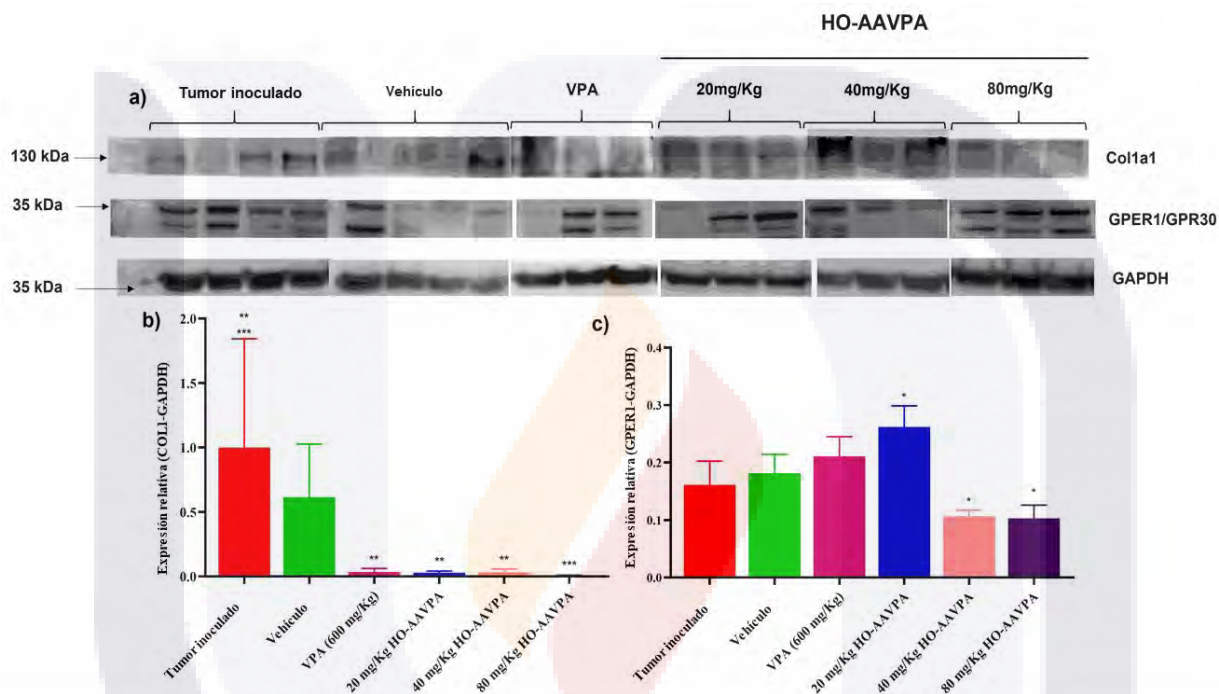 HO-AAVPA
a)
Tumor inoculado
Vehículo
VPA
20mg/Kg
40mg/Kg
80mg/Kg
130 kDa
Col1a1
35 kDa
GPER1/GPR30
35 kDa
GAPDH
b)
Expresión relativa (COL1-GAPDH)
2.0
1.5
1.0
0.5
0.0
**
***
**
**
**
***
Tumor inoculado
Vehículo
VPA (600 mg/Kg)
20 mg/Kg HO-AAVPA
40 mg/Kg HO-AAVPA
80 mg/Kg HO-AAVPA
c)
Expresión relativa (GPER1-GAPDH)
0.4
0.3
0.2
0.1
0.0
*
*
*
Tumor inoculado
Vehículo
VPA (600 mg/Kg)
20 mg/Kg HO-AAVPA
40 mg/Kg HO-AAVPA
80 mg/Kg HO-AAVPA